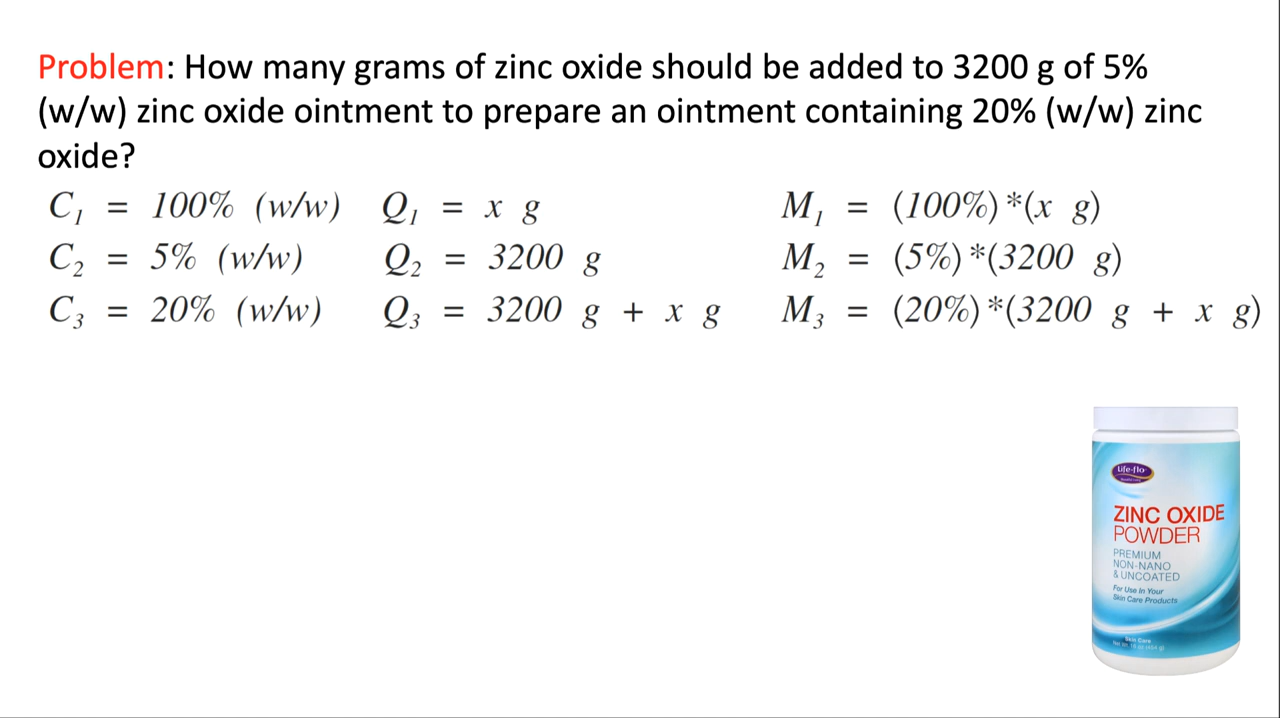 Problem: How many grams of zinc oxide should be added to 3200 g of 5%
(w/w) zinc oxide ointment to prepare an ointment containing 20% (w/w) zinc
oxide?
C₁ = 100% (w/w) Q₁ = x g M₁ = (100%)*(x g)
C₂ = 5% (w/w) Q₂ = 3200 g M₂ = (5%)*(3200 g)
C₃ = 20% (w/w) Q₃ = 3200 g + x g M₃ = (20%)*(3200 g + x g)
Life-flo
ZINC OXIDE
POWDER
PREMIUM
NON-NANO
& UNCOATED
For Use In Your
Skin Care Products
Skin Care